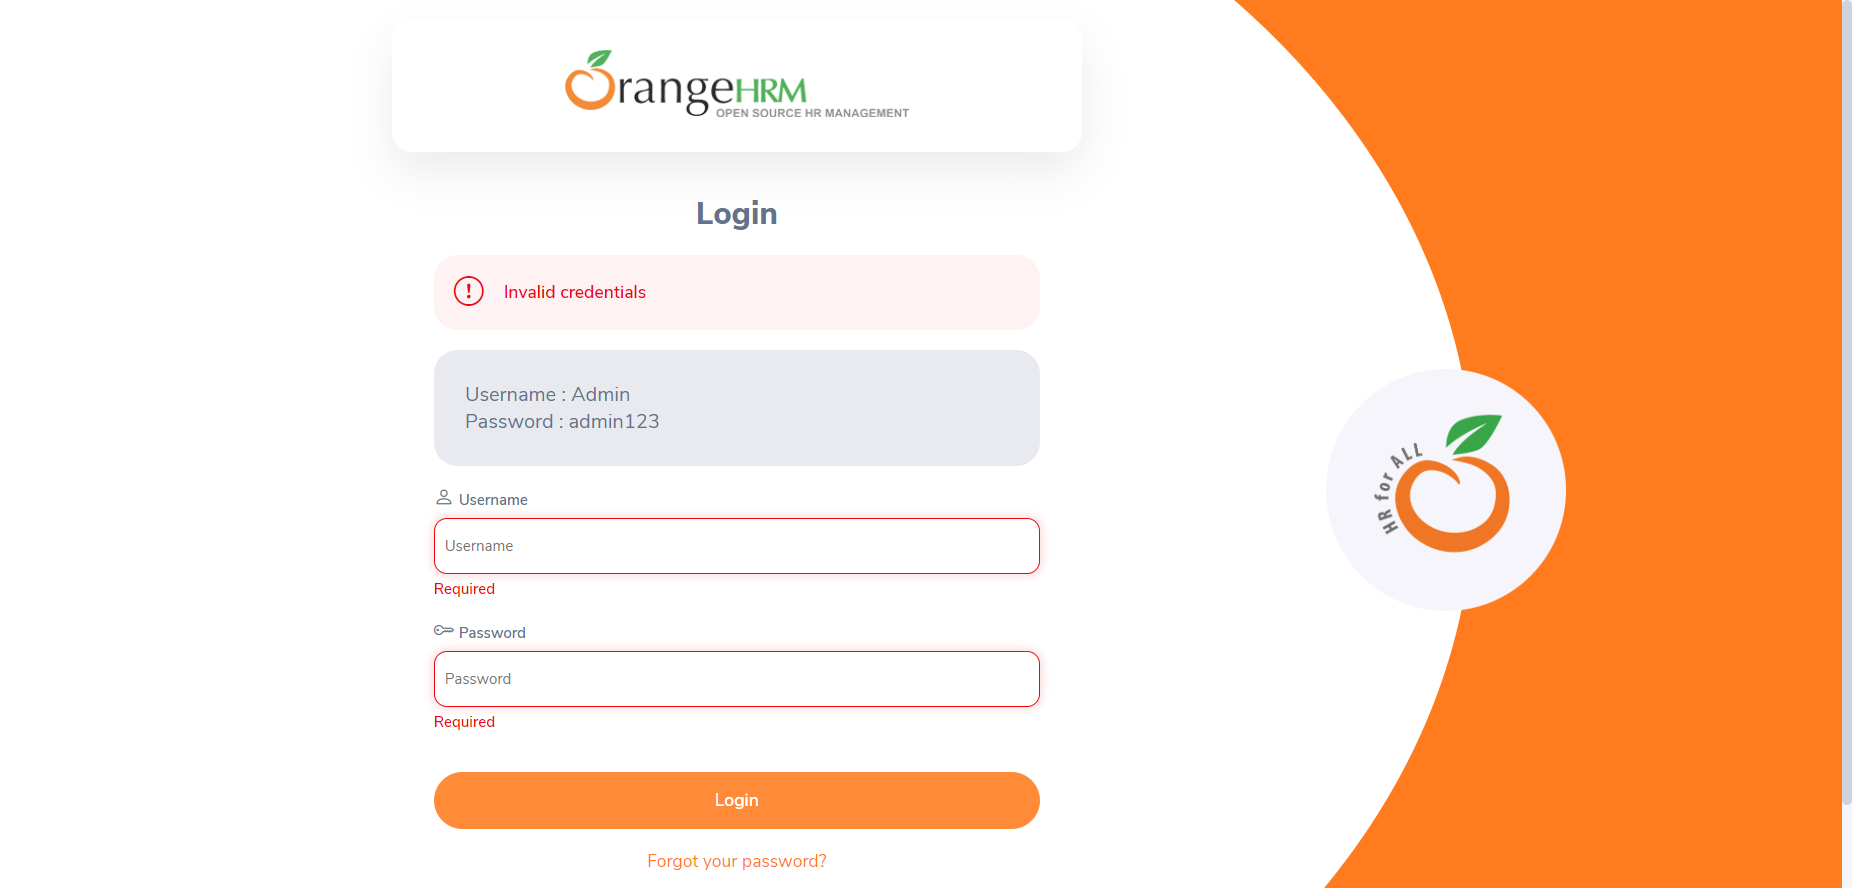 OrangeHRM
OPEN SOURCE HR MANAGEMENT
Login
Invalid credentials
Username : Admin
Password : admin123
Username
Username
Required
Password
Password
Required
Login
Forgot your password?
HR for ALL